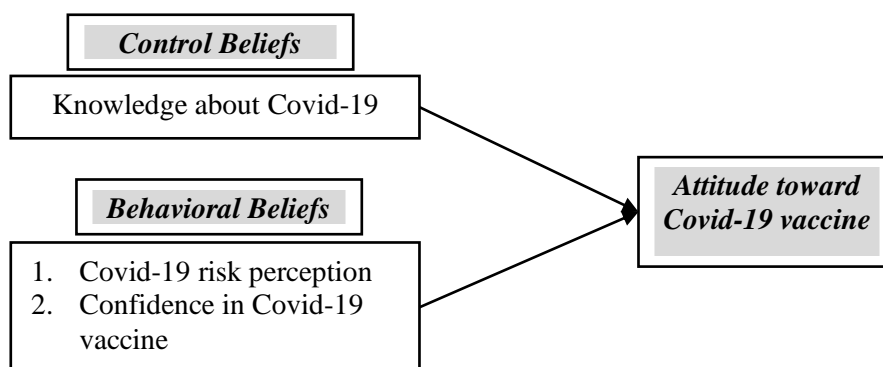 Control Beliefs
Knowledge about Covid-19
Behavioral Beliefs
1. Covid-19 risk perception
2. Confidence in Covid-19
vaccine
Attitude toward
Covid-19 vaccine